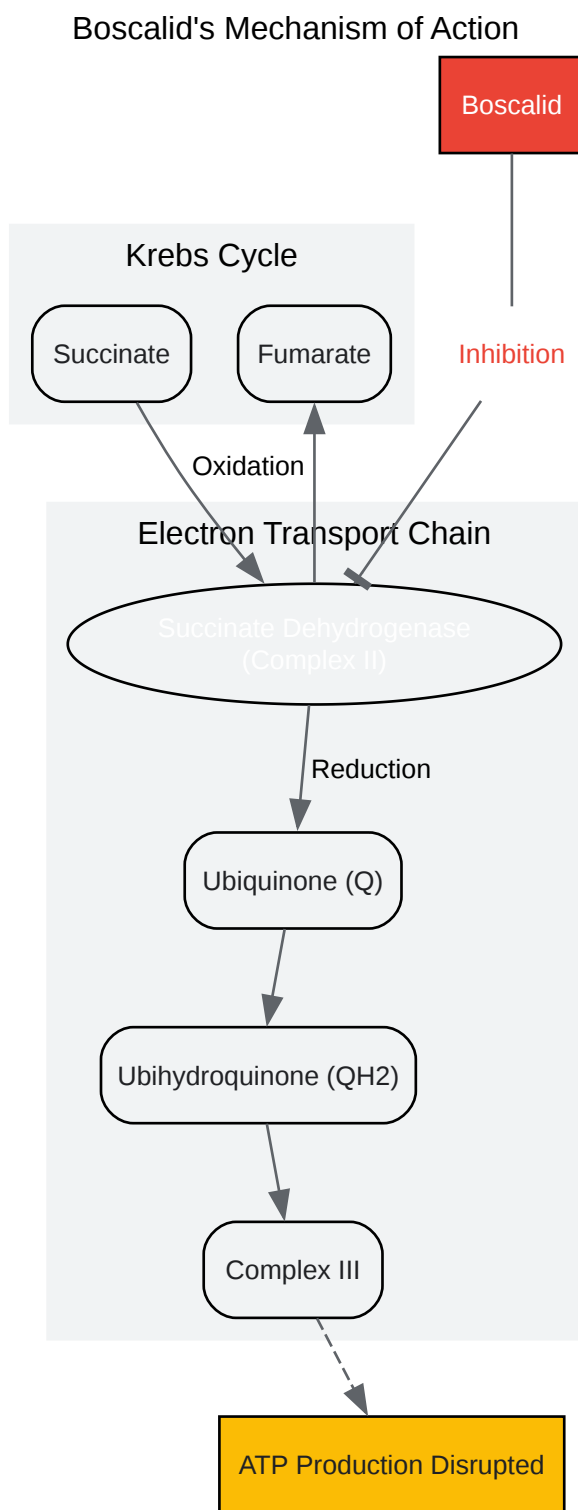 Boscalid's Mechanism of Action
Boscalid
Krebs Cycle
Succinate
Fumarate
Inhibition
Oxidation
Electron Transport Chain
Succinate Dehydrogenase
(Complex II)
Reduction
Ubiquinone (Q)
Ubihydroquinone (QH2)
Complex III
ATP Production Disrupted